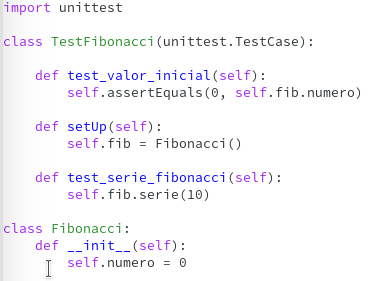 import unittest
class TestFibonacci(unittest.TestCase):
def test_valor_inicial(self):
self.assertEquals(0, self.fib.numero)
def setUp(self):
self.fib = Fibonacci()
def test_serie_fibonacci(self):
self.fib.serie(10)
class Fibonacci:
def __init__(self):
self.numero = 0